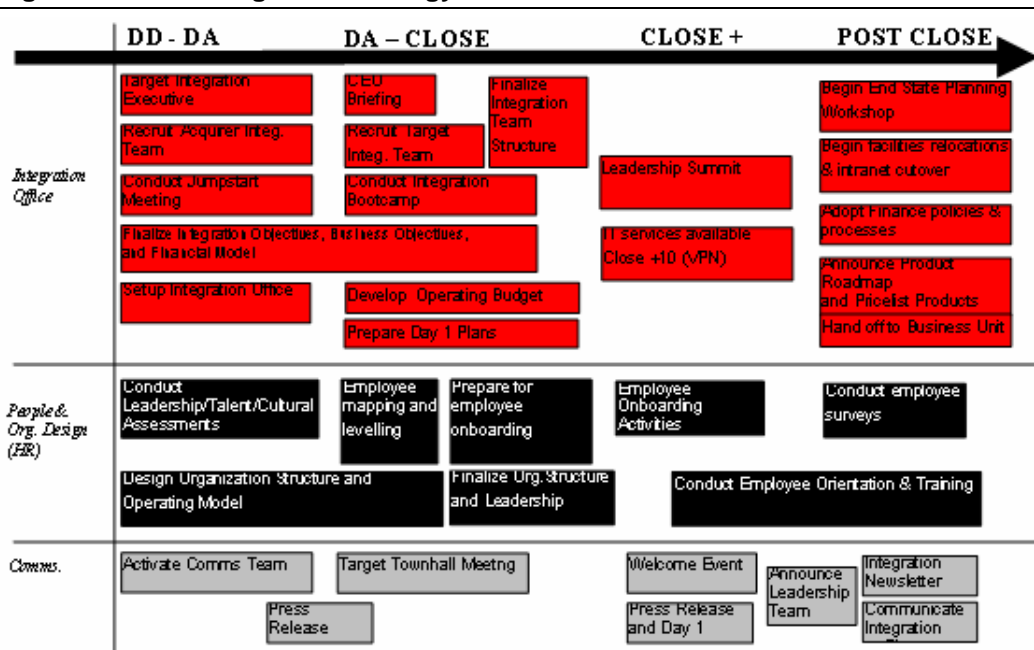 DD - DA
DA – CLOSE
CLOSE +
POST CLOSE
Integration
Office
Target Integration
Executive
CEO
Briefing
Finalize
Integration
Team
Structure
Begin End State Planning
Workshop
Recruit Acquirer Integ.
Team
Recruit Target
Integ. Team
Leadership Summit
Begin facilities relocations
& intranet cutover
Conduct Jumpstart
Meeting
Conduct Integration
Bootcamp
Adopt Finance policies &
processes
Finalize Integration Objectives, Business Objectives,
and Financial Model
IT services available
Close +10 (VPN)
Announce Product
Roadmap
and Pricelist Products
Setup Integration Office
Develop Operating Budget
Prepare Day 1 Plans
Hand off to Business Unit
People &
Org. Design
(HR)
Conduct
Leadership/Talent/Cultural
Assessments
Employee
mapping and
levelling
Prepare for
employee
onboarding
Employee
Onboarding
Activities
Conduct employee
surveys
Design Organization Structure and
Operating Model
Finalize Org.Structure
and Leadership
Conduct Employee Orientation & Training
Comms.
Activate Comms Team
Target Townhall Meetng
Welcome Event
Announce
Leadership
Team
Integration
Newsletter
Press
Release
Press Release
and Day 1
Communicate
Integration